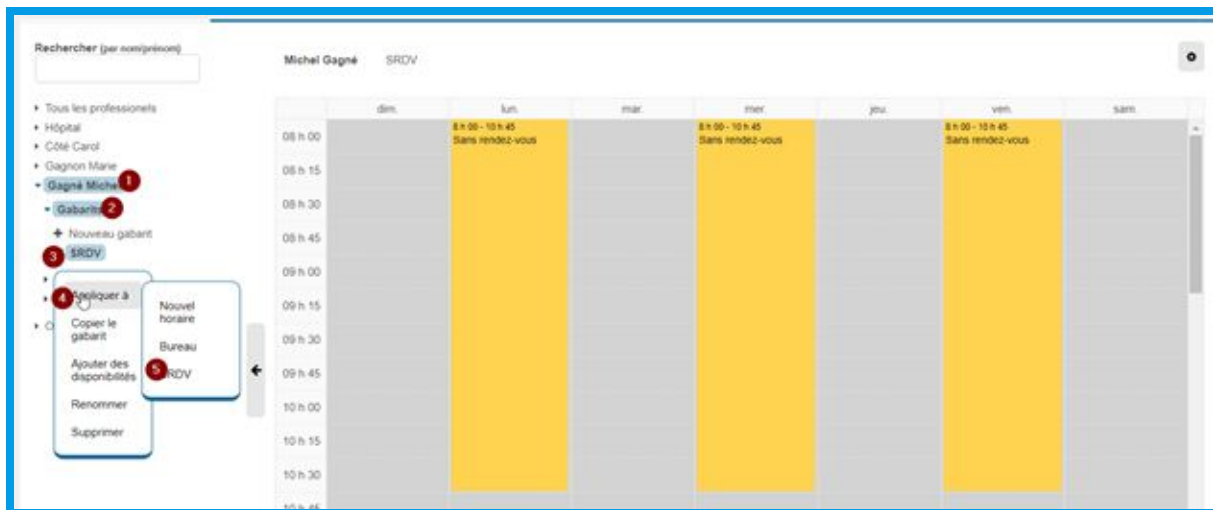 Rechercher (par nom/prénom)
Michel Gagné SRDV
Tous les professionels
Hôpital
Côté Carol
Gagnon Marie
Gagné Michel
1
Gabarits
2
Nouveau gabarit
3
SRDV
4
Appliquer à
Copier le
gabarit
Ajouter des
disponibilités
Renommer
Supprimer
Nouvel
horaire
Bureau
5
SRDV
dim. lun. mar. mer. jeu. ven. sam.
8 h 00 - 10 h 45
Sans rendez-vous
8 h 00 - 10 h 45
Sans rendez-vous
8 h 00 - 10 h 45
Sans rendez-vous
08 h 00
08 h 15
08 h 30
08 h 45
09 h 00
09 h 15
09 h 30
09 h 45
10 h 00
10 h 15
10 h 30
10 h 45